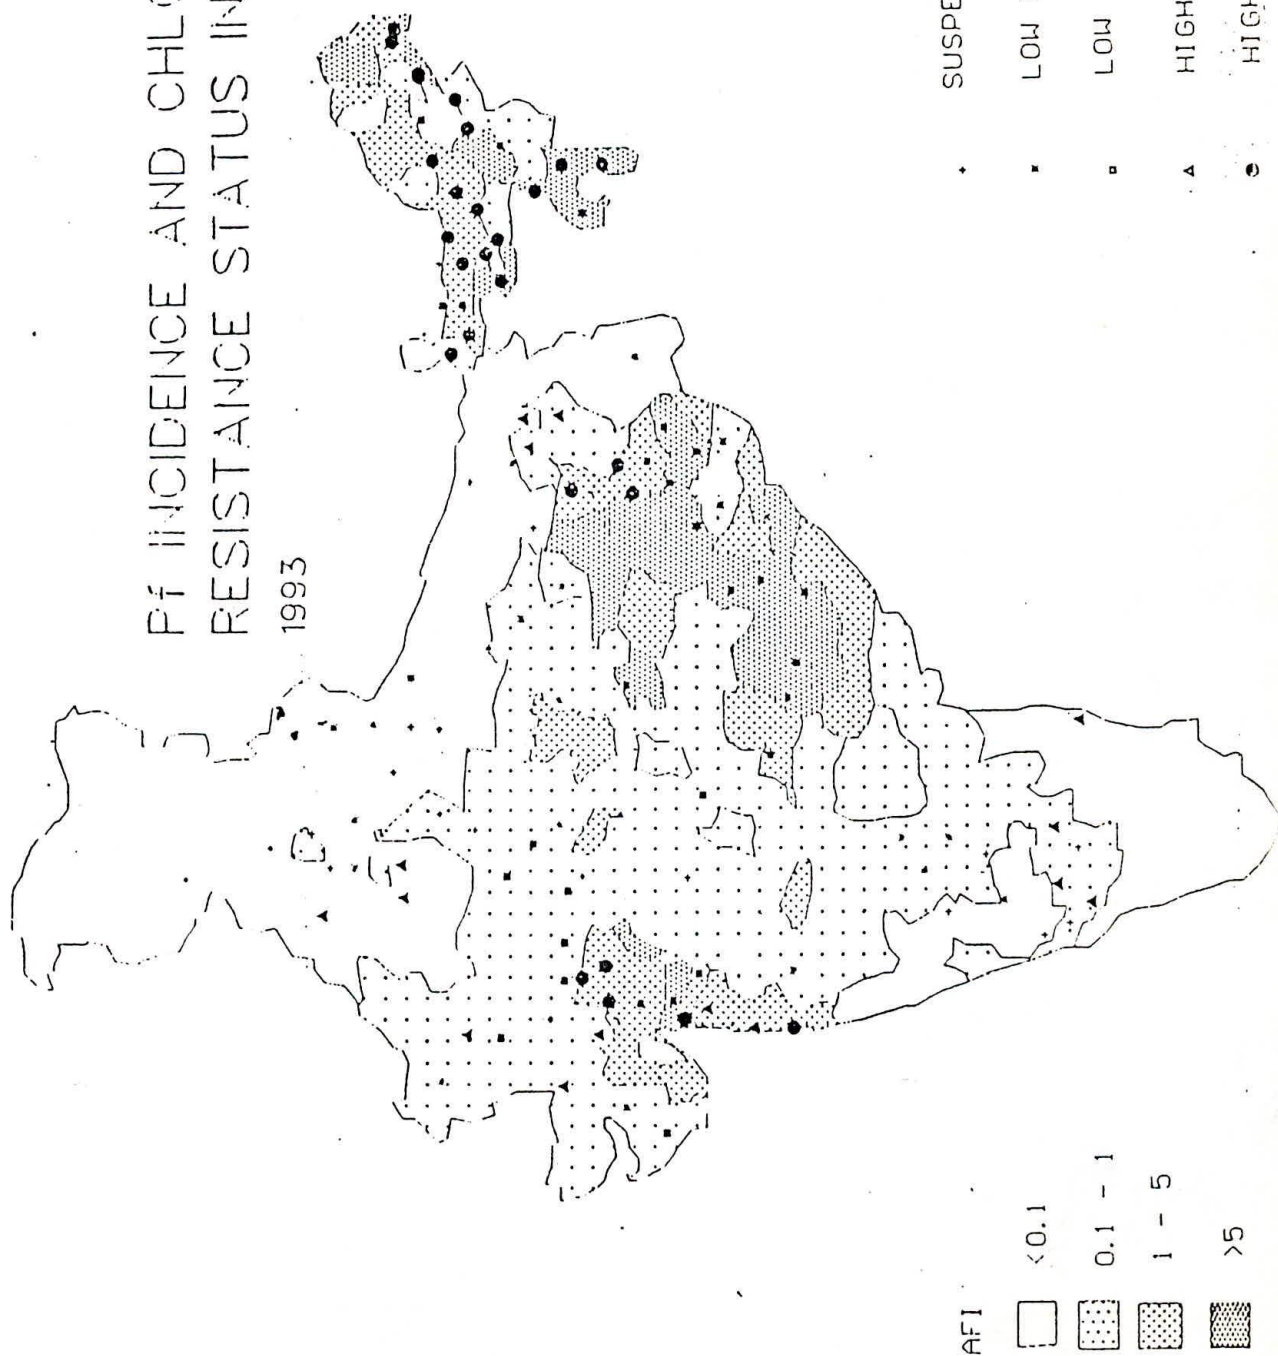 Pf INCIDENCE AND CHLO
RESISTANCE STATUS IN
1993
AFI
<0.1
0.1 - 1
1 - 5
>5
SUSPE
LOW
LOW
HIGH
HIGH